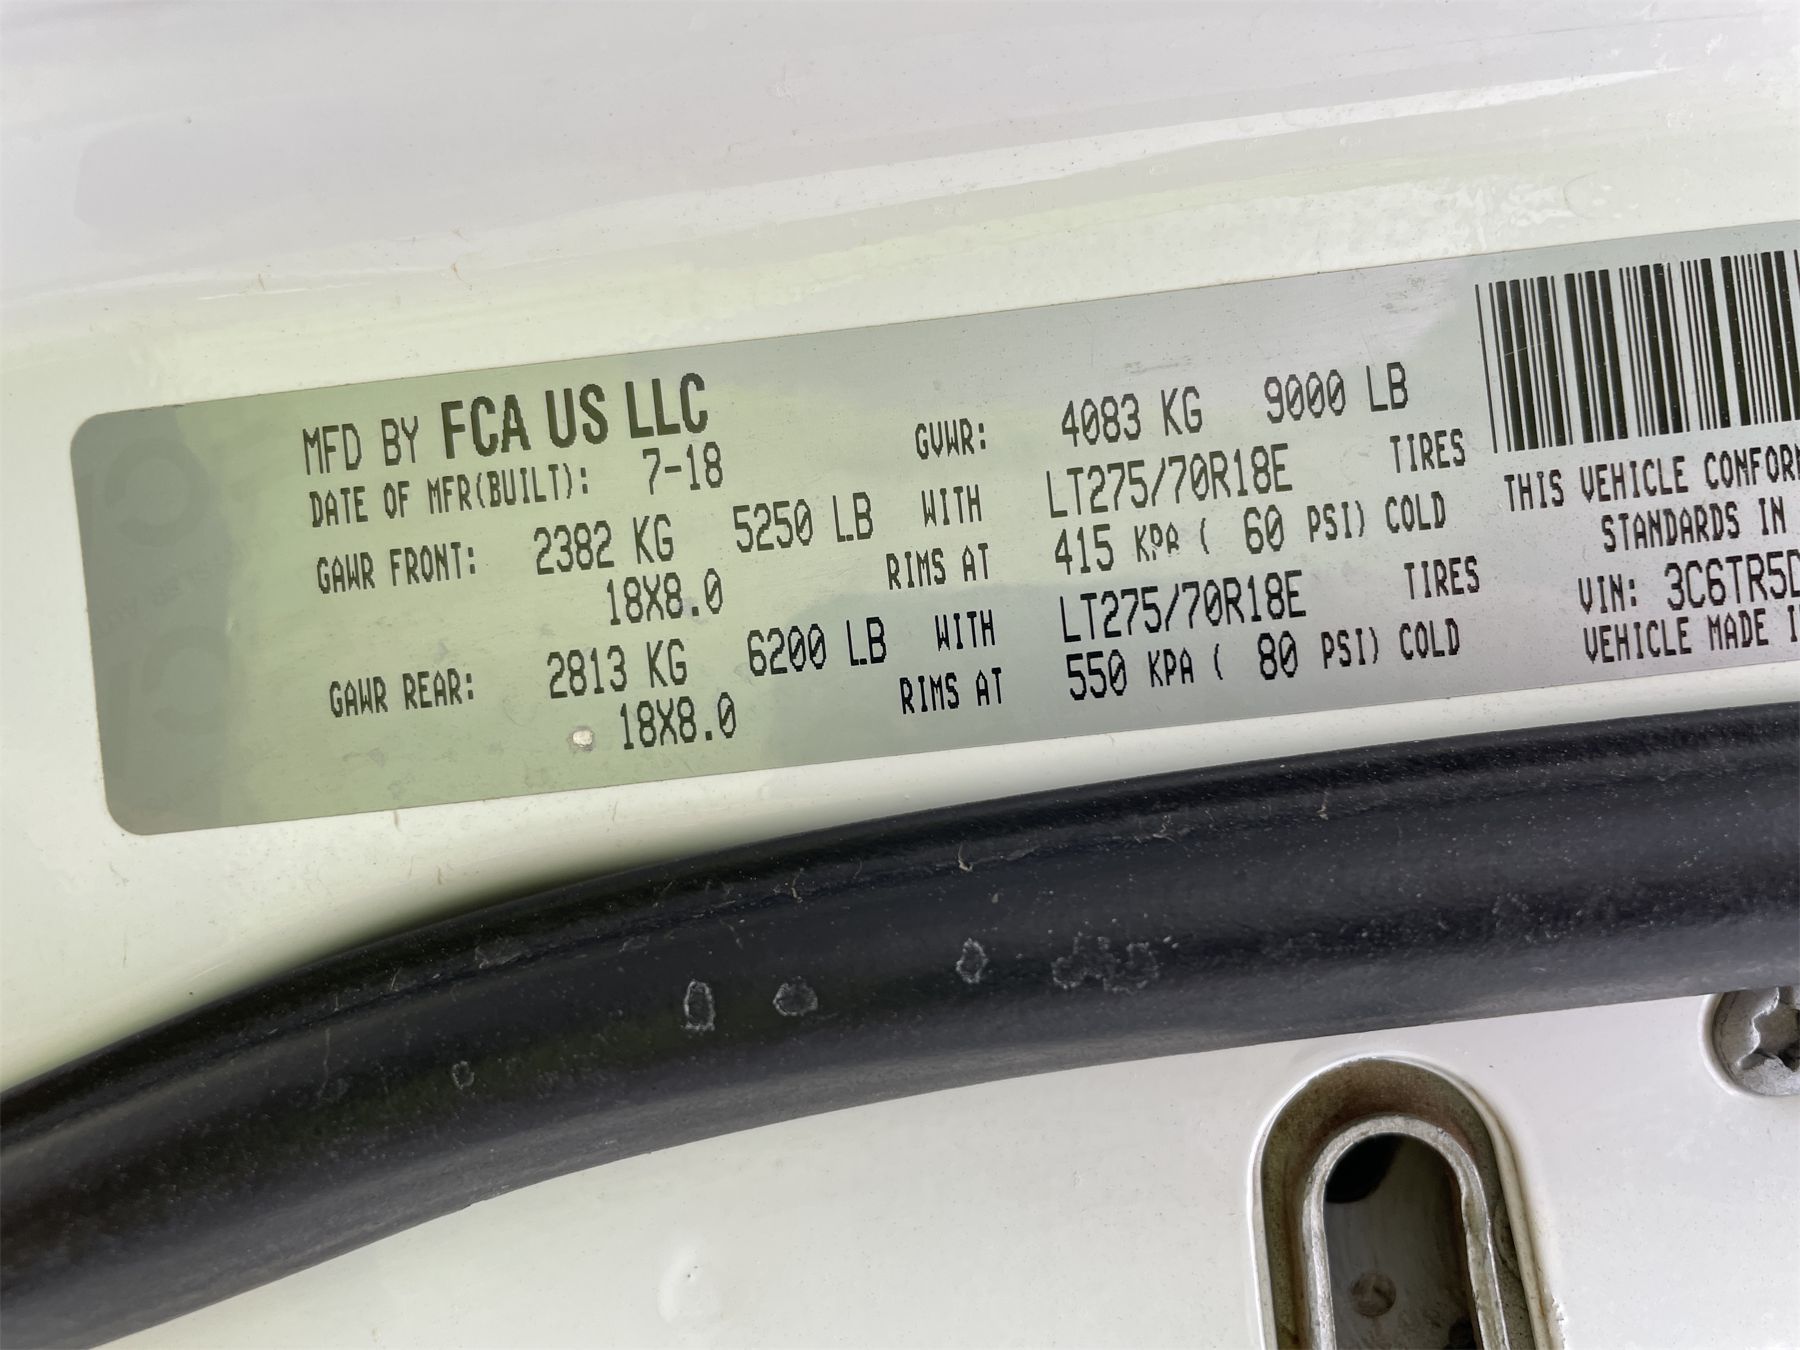 MFD BY FCA US LLC
DATE OF MFR(BUILT): 7-18 GVWR: 4083 KG 9000 LB
GAWR FRONT: 2382 KG 5250 LB WITH LT275/70R18E TIRES
18X8.0 RIMS AT 415 KPA ( 60 PSI) COLD
GAWR REAR: 2813 KG 6200 LB WITH LT275/70R18E TIRES
18X8.0 RIMS AT 550 KPA ( 80 PSI) COLD
THIS VEHICLE CONFOR
STANDARDS IN
VIN: 3C6TR5D
VEHICLE MADE I